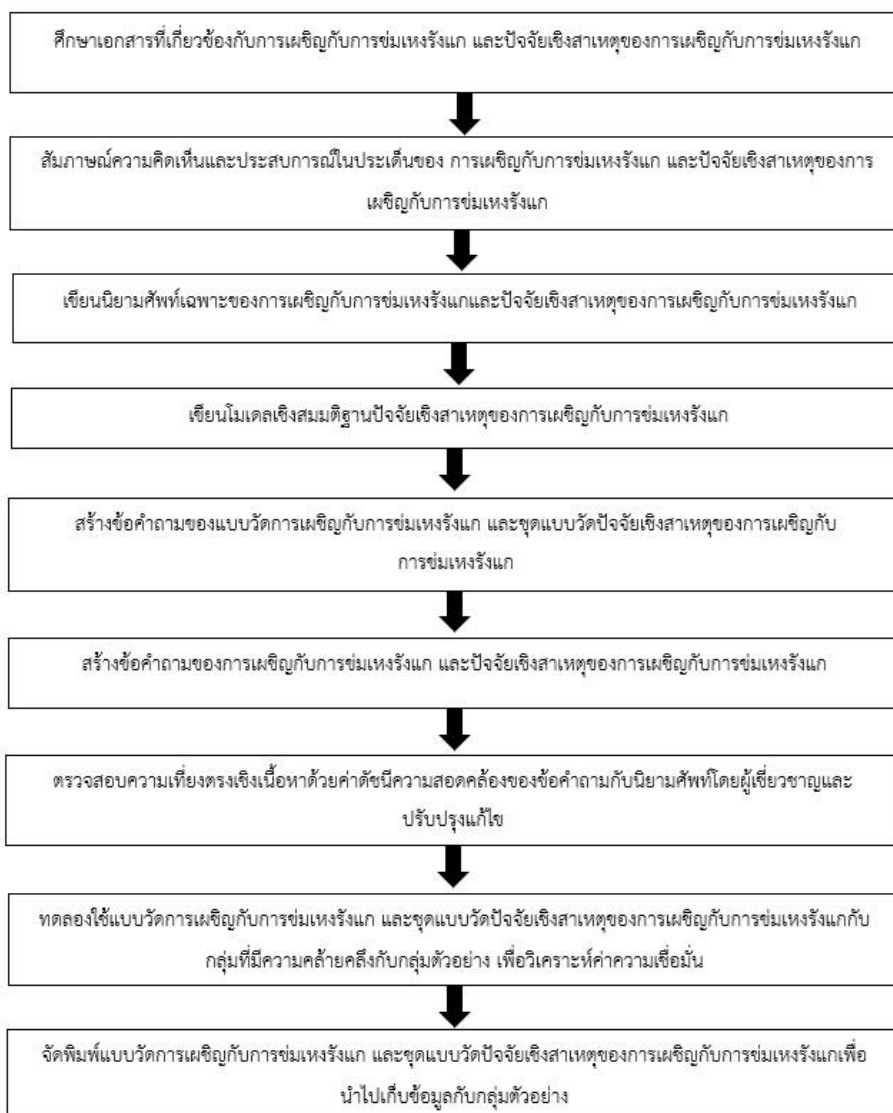 ศึกษาเอกสารที่เกี่ยวข้องกับการเผชิญกับการข่มเหงรังแก และปัจจัยเชิงสาเหตุของการเผชิญกับการข่มเหงรังแก
สัมภาษณ์ความคิดเห็นและประสบการณ์ในประเด็นของ การเผชิญกับการข่มเหงรังแก และปัจจัยเชิงสาเหตุของการ
เผชิญกับการข่มเหงรังแก
เขียนนิยามศัพท์เฉพาะของการเผชิญกับการข่มเหงรังแกและปัจจัยเชิงสาเหตุของการเผชิญกับการข่มเหงรังแก
เขียนโมเดลเชิงสมมติฐานปัจจัยเชิงสาเหตุของการเผชิญกับการข่มเหงรังแก
สร้างข้อคำถามของแบบวัดการเผชิญกับการข่มเหงรังแก และชุดแบบวัดปัจจัยเชิงสาเหตุของการเผชิญกับ
การข่มเหงรังแก
สร้างข้อคำถามของการเผชิญกับการข่มเหงรังแก และปัจจัยเชิงสาเหตุของการเผชิญกับการข่มเหงรังแก
ตรวจสอบความเที่ยงตรงเชิงเนื้อหาด้วยค่าดัชนีความสอดคล้องของข้อคำถามกับนิยามศัพท์โดยผู้เชี่ยวชาญและ
ปรับปรุงแก้ไข
ทดลองใช้แบบวัดการเผชิญกับการข่มเหงรังแก และชุดแบบวัดปัจจัยเชิงสาเหตุของการเผชิญกับการข่มเหงรังแกกับ
กลุ่มที่มีความคล้ายคลึงกับกลุ่มตัวอย่าง เพื่อวิเคราะห์ค่าความเชื่อมั่น
จัดพิมพ์แบบวัดการเผชิญกับการข่มเหงรังแก และชุดแบบวัดปัจจัยเชิงสาเหตุของการเผชิญกับการข่มเหงรังแกเพื่อ
นำไปเก็บข้อมูลกับกลุ่มตัวอย่าง